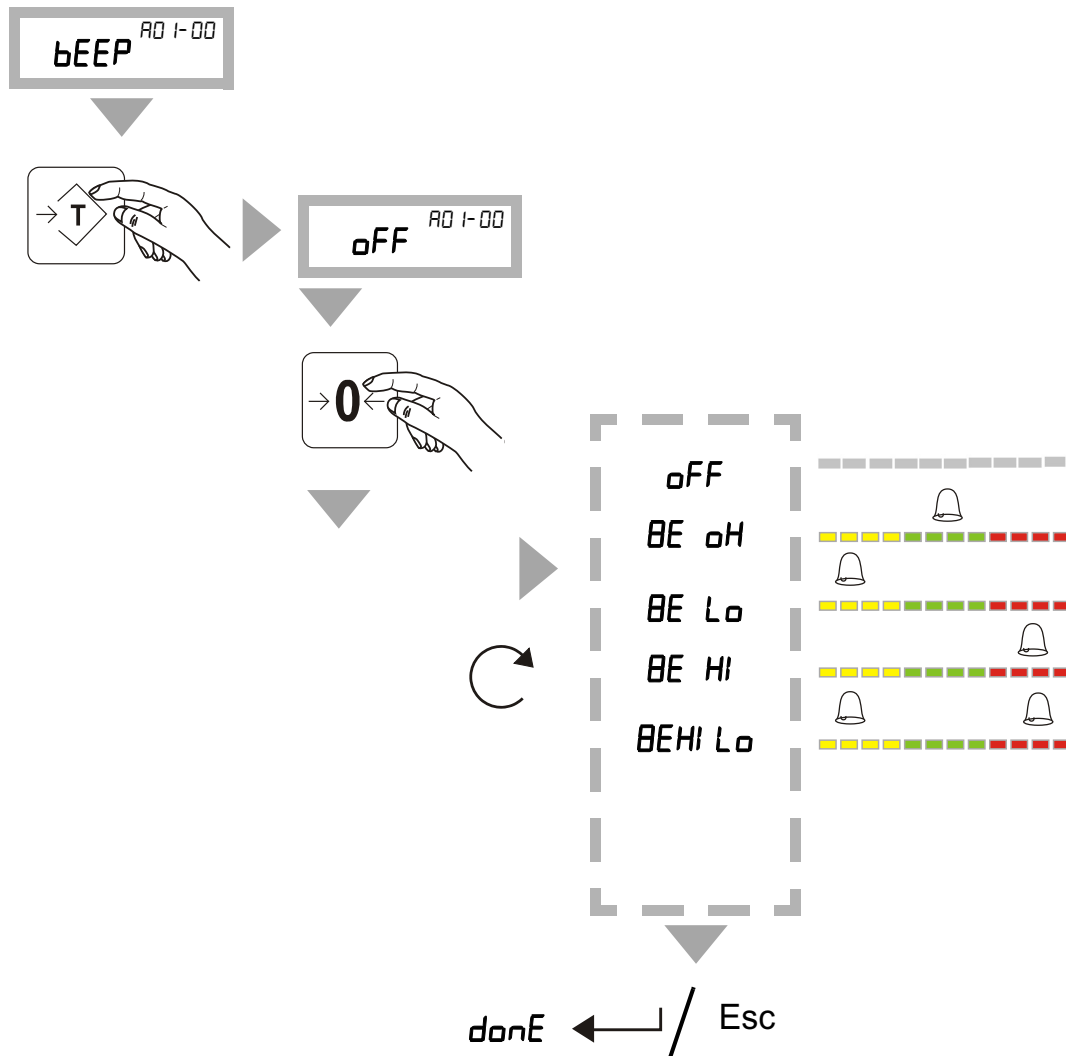 bEEP A01-00
T
oFF A01-00
0
oFF
BE oH
BE Lo
BE HI
BEHI Lo
donE / Esc